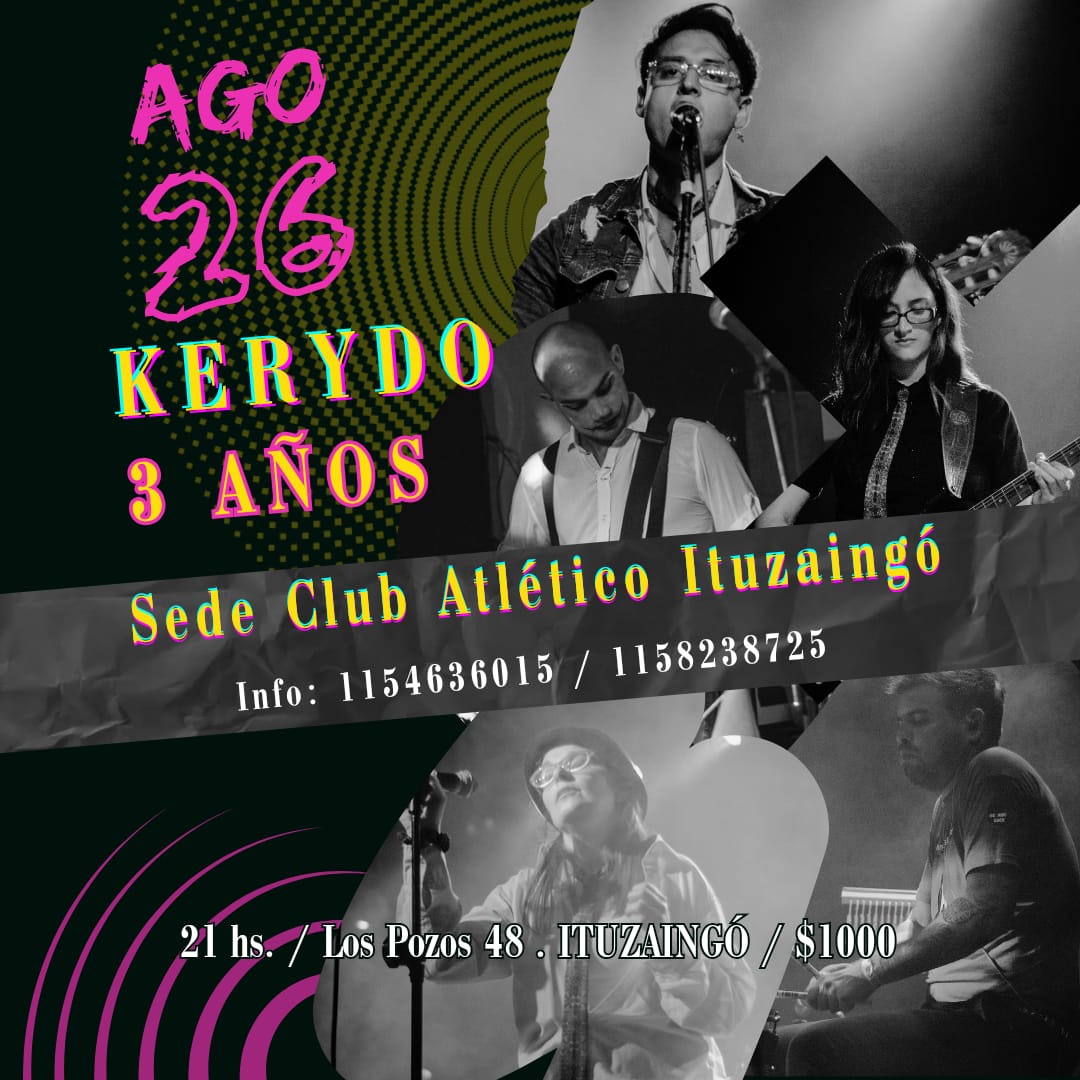 AGO
26
KERYDO
3 AÑOS
Sede Club Atlético Ituzaingó
Info: 1154636015 / 1158238725
21 hs. / Los Pozos 48 . ITUZAINGÓ / $1000